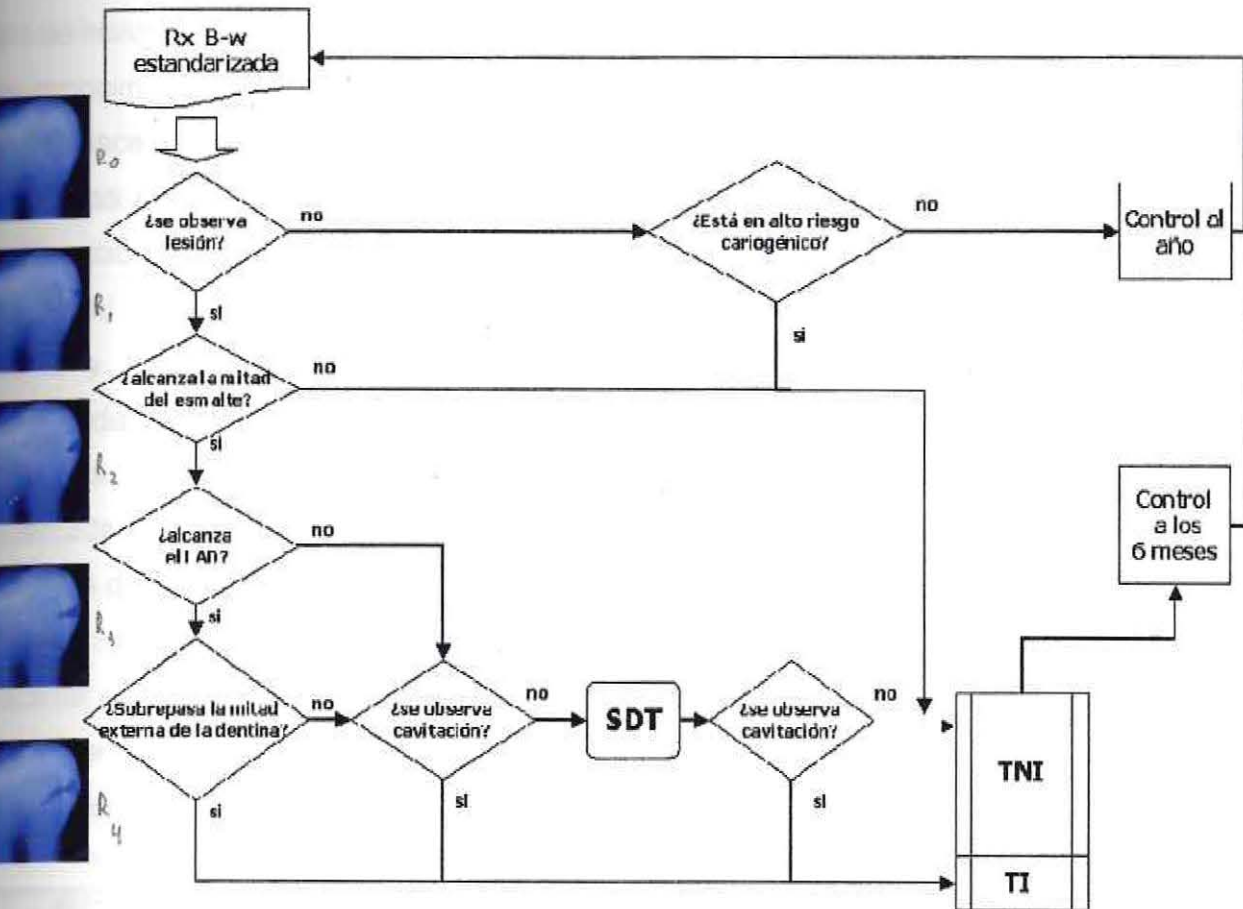 Rx B-w
estandarizada
R0
¿se observa
lesión?
no
¿Está en alto riesgo
cariogénico?
no
Control al
año
R1
si
si
¿alcanza la mitad
del esmalte?
no
R2
si
¿alcanza
el LAD?
no
Control
a los
6 meses
R3
si
¿Subrepasa la mitad
externa de la dentina?
no
¿se observa
cavitación?
no
SDT
¿se observa
cavitación?
no
TNI
R4
si
si
si
TI